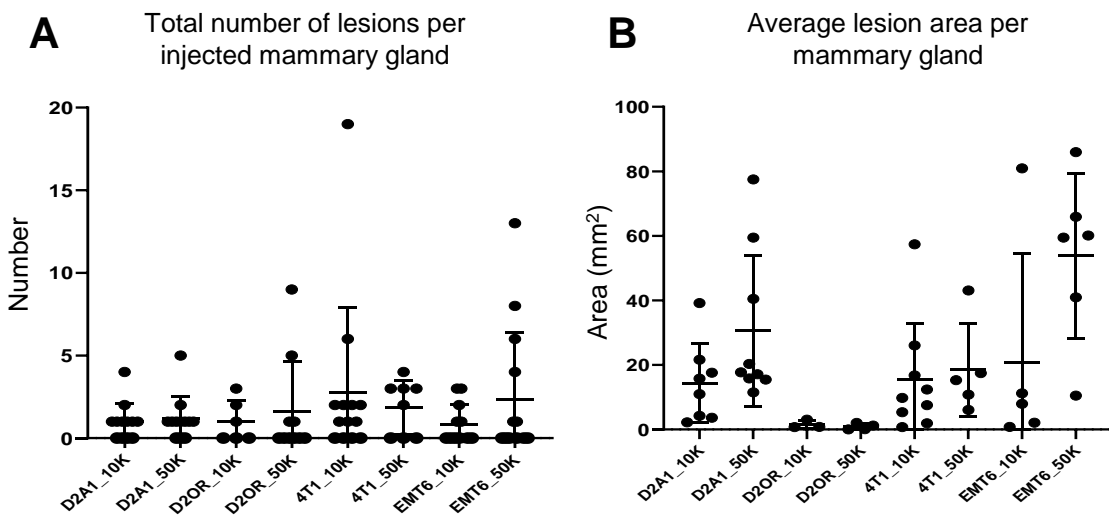 A
Total number of lesions per
injected mammary gland
Number
20
15
10
5
0
D2A1_10K
D2A1_50K
D2OR_10K
D2OR_50K
4T1_10K
4T1_50K
EMT6_10K
EMT6_50K
B
Average lesion area per
mammary gland
Area (mm²)
100
80
60
40
20
0
D2A1_10K
D2A1_50K
D2OR_10K
D2OR_50K
4T1_10K
4T1_50K
EMT6_10K
EMT6_50K